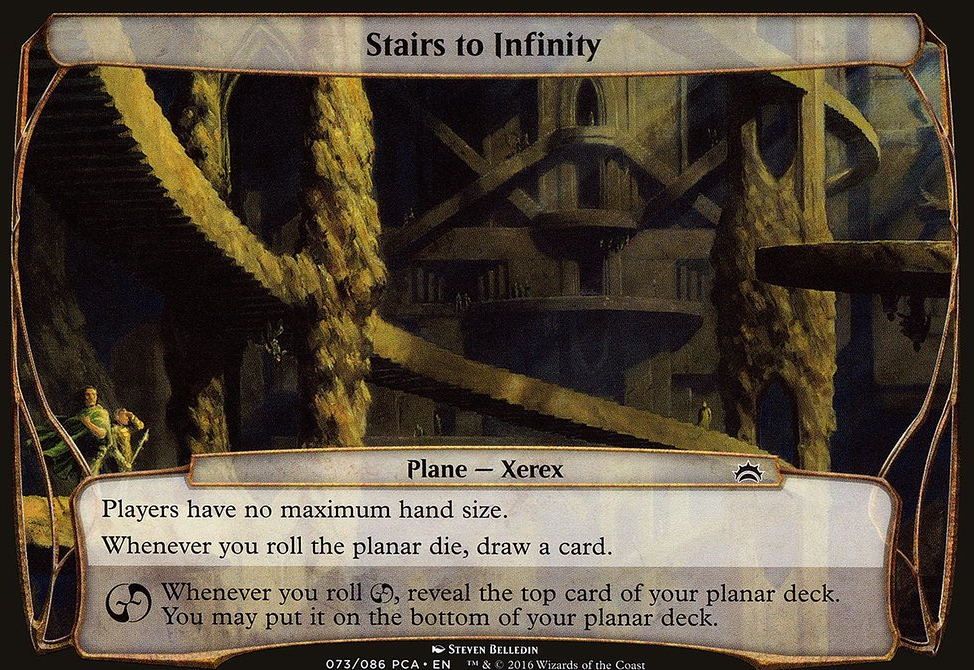 Stairs to Infinity
Plane — Xerex
Players have no maximum hand size.
Whenever you roll the planar die, draw a card.
Whenever you roll , reveal the top card of your planar deck.
You may put it on the bottom of your planar deck.
Steven Belledin
073/086 PCA • EN ™ & © 2016 Wizards of the Coast